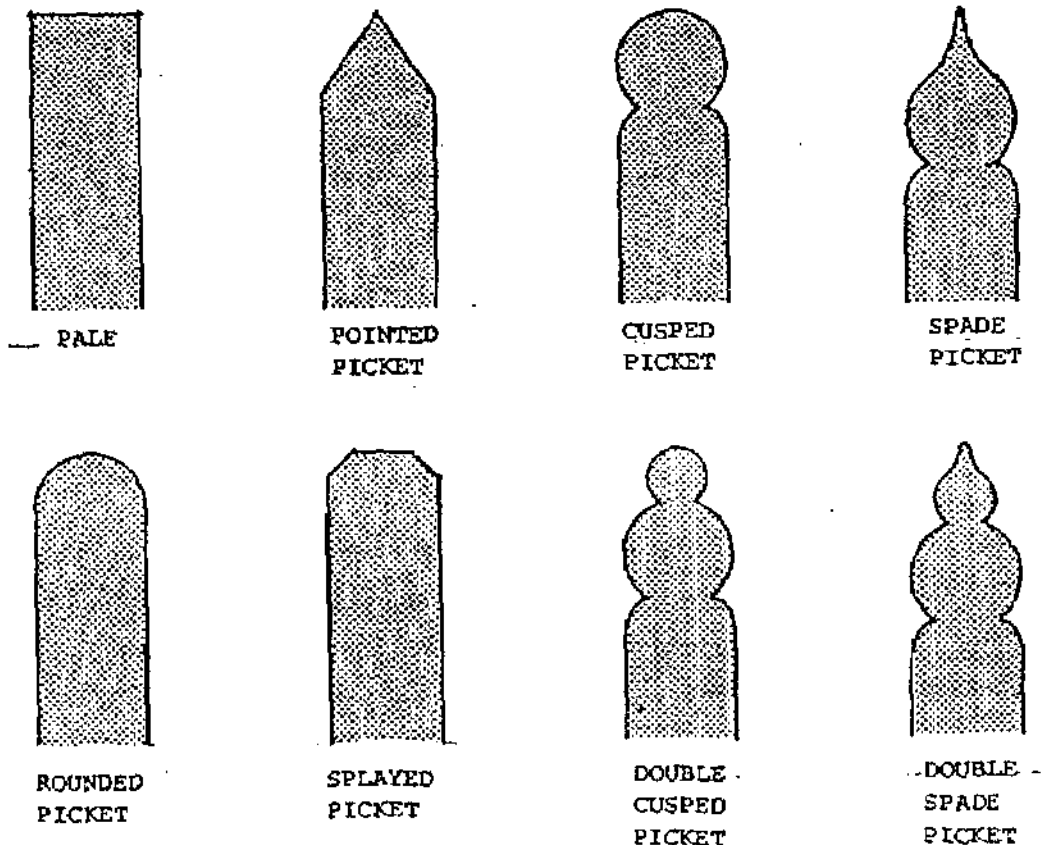 PALE
POINTED
PICKET
CUSPED
PICKET
SPADE
PICKET
ROUNDED
PICKET
SPLAYED
PICKET
DOUBLE
CUSPED
PICKET
DOUBLE
SPADE
PICKET